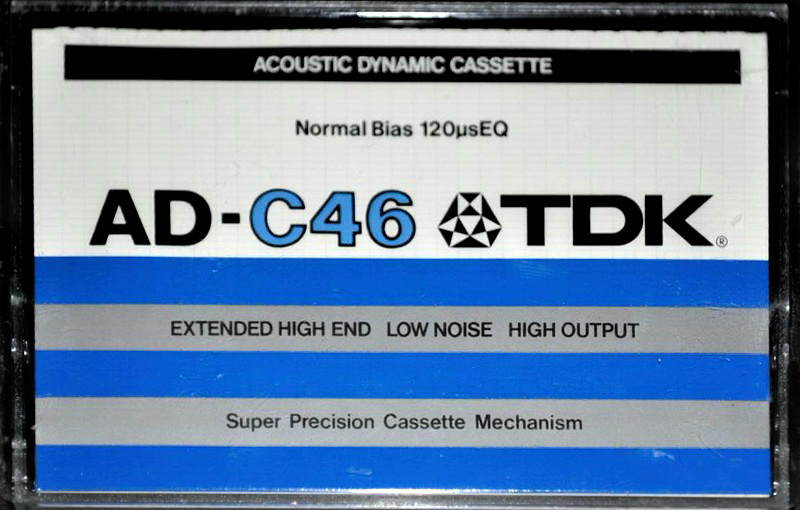 ACOUSTIC DYNAMIC CASSETTE
Normal Bias 120µsEQ
AD-C46 TDK®
EXTENDED HIGH END LOW NOISE HIGH OUTPUT
Super Precision Cassette Mechanism